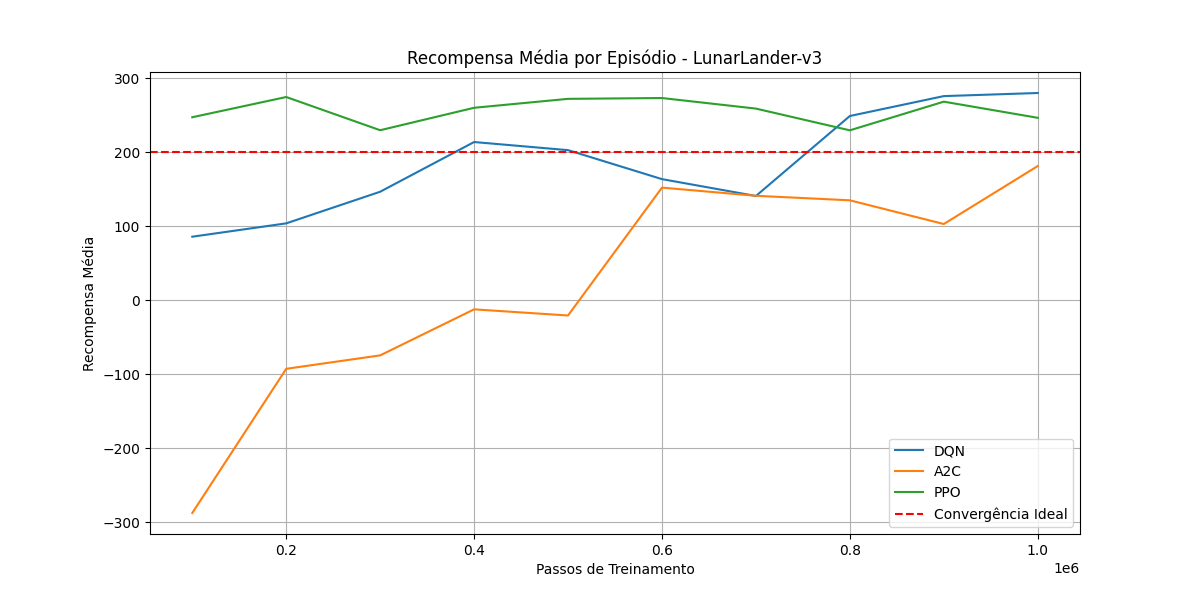 Recompensa Média por Episódio - LunarLander-v3
Recompensa Média
300
200
100
0
−100
−200
−300
0.2
0.4
0.6
0.8
1.0
1e6
Passos de Treinamento
DQN
A2C
PPO
Convergência Ideal